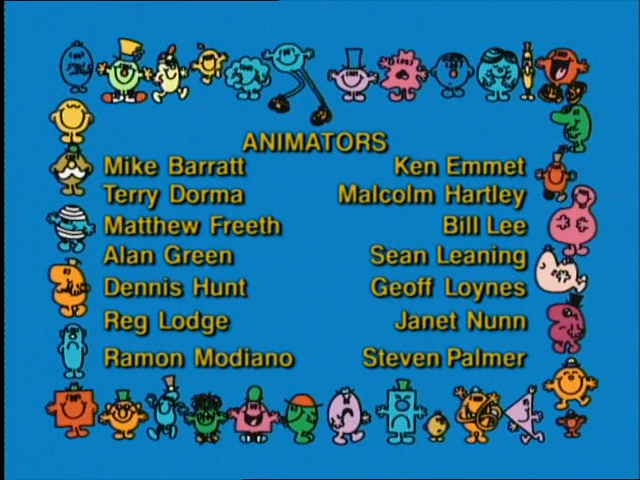 ANIMATORS
Mike Barratt Ken Emmet
Terry Dorma Malcolm Hartley
Matthew Freeth Bill Lee
Alan Green Sean Leaning
Dennis Hunt Geoff Loynes
Reg Lodge Janet Nunn
Ramon Modiano Steven Palmer